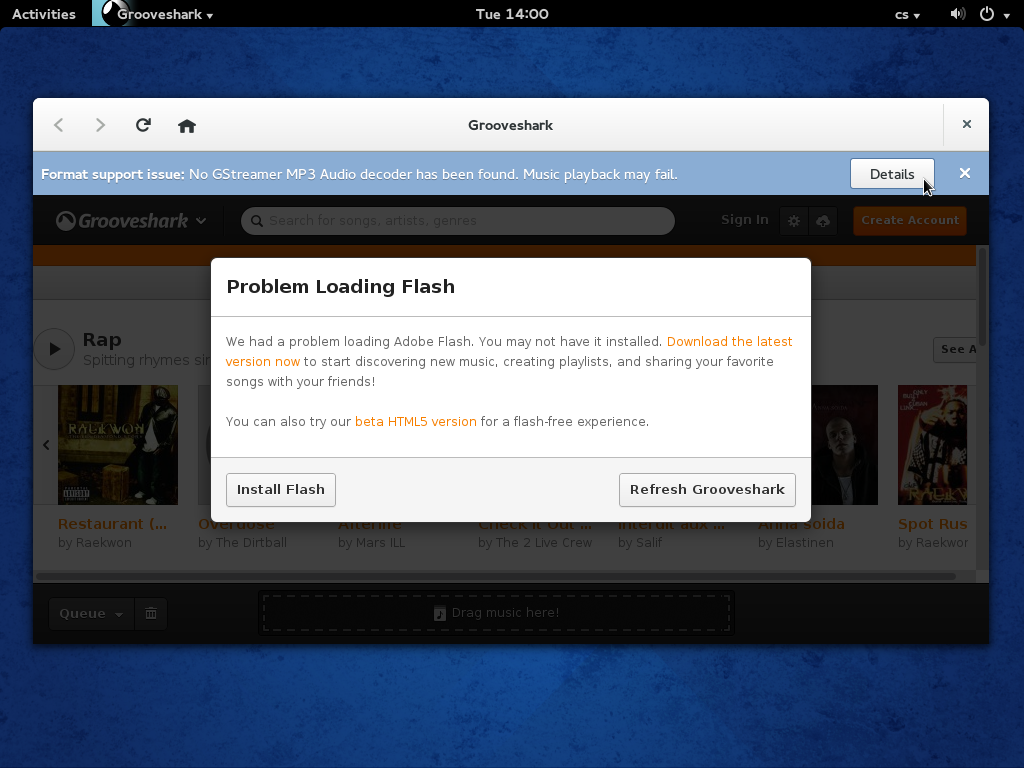 Activities Grooveshark Tue 14:00 cs
Grooveshark
Format support issue: No GStreamer MP3 Audio decoder has been found. Music playback may fail. Details
Grooveshark Search for songs, artists, genres Sign In Create Account
Problem Loading Flash
We had a problem loading Adobe Flash. You may not have it installed. Download the latest
version now to start discovering new music, creating playlists, and sharing your favorite
songs with your friends!
You can also try our beta HTML5 version for a flash-free experience.
Install Flash Refresh Grooveshark
Rap
Spitting rhymes
See A
RAEKWON
Restaurant (... Overdose Afterlife Check It Out ... Interdit aux ... Anna soida Spot Rus
by Raekwon by The Dirtball by Mars ILL by The 2 Live Crew by Salif by Elastinen by Raekwor
Queue Drag music here!